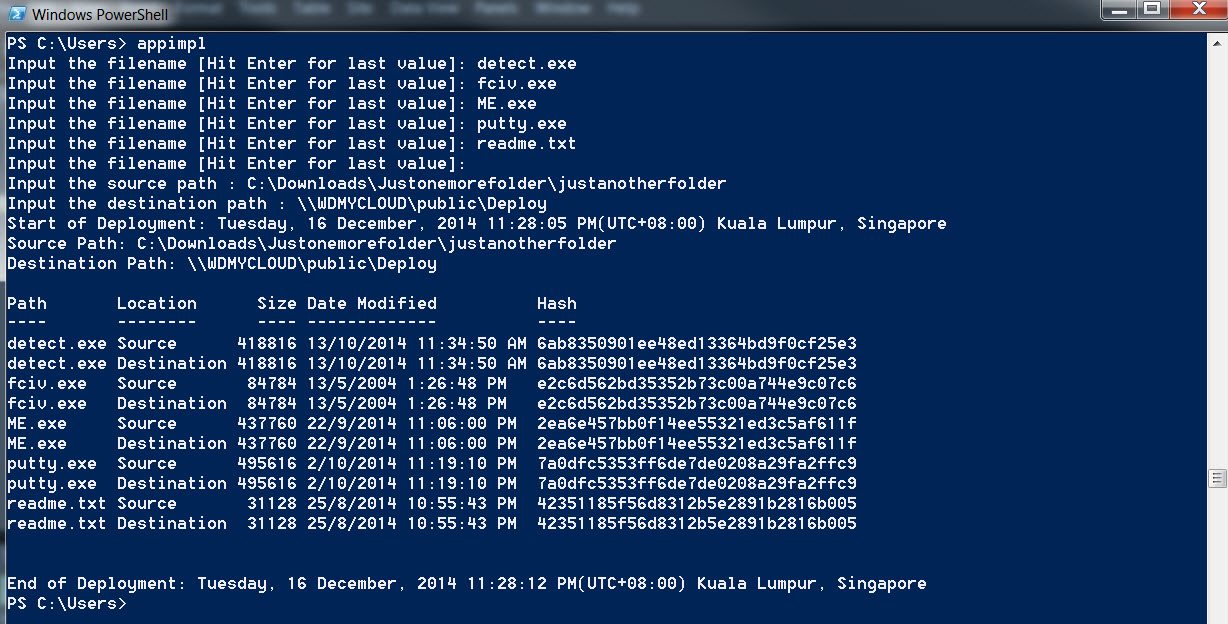 Format Tools Table Site Data View Panels Window Help
Windows PowerShell
PS C:\Users> appimpl
Input the filename [Hit Enter for last value]: detect.exe
Input the filename [Hit Enter for last value]: fciv.exe
Input the filename [Hit Enter for last value]: ME.exe
Input the filename [Hit Enter for last value]: putty.exe
Input the filename [Hit Enter for last value]: readme.txt
Input the filename [Hit Enter for last value]:
Input the source path : C:\Downloads\Justonemorefolder\justanotherfolder
Input the destination path : \\WDMYCLOUD\public\Deploy
Start of Deployment: Tuesday, 16 December, 2014 11:28:05 PM(UTC+08:00) Kuala Lumpur, Singapore
Source Path: C:\Downloads\Justonemorefolder\justanotherfolder
Destination Path: \\WDMYCLOUD\public\Deploy
Path Location Size Date Modified Hash
---- -------- ---- ------------- ----
detect.exe Source 418816 13/10/2014 11:34:50 AM 6ab8350901ee48ed13364bd9f0cf25e3
detect.exe Destination 418816 13/10/2014 11:34:50 AM 6ab8350901ee48ed13364bd9f0cf25e3
fciv.exe Source 84784 13/5/2004 1:26:48 PM e2c6d562bd35352b73c00a744e9c07c6
fciv.exe Destination 84784 13/5/2004 1:26:48 PM e2c6d562bd35352b73c00a744e9c07c6
ME.exe Source 437760 22/9/2014 11:06:00 PM 2ea6e457bb0f14ee55321ed3c5af611f
ME.exe Destination 437760 22/9/2014 11:06:00 PM 2ea6e457bb0f14ee55321ed3c5af611f
putty.exe Source 495616 2/10/2014 11:19:10 PM 7a0dfc5353ff6de7de0208a29fa2ffc9
putty.exe Destination 495616 2/10/2014 11:19:10 PM 7a0dfc5353ff6de7de0208a29fa2ffc9
readme.txt Source 31128 25/8/2014 10:55:43 PM 42351185f56d8312b5e2891b2816b005
readme.txt Destination 31128 25/8/2014 10:55:43 PM 42351185f56d8312b5e2891b2816b005
End of Deployment: Tuesday, 16 December, 2014 11:28:12 PM(UTC+08:00) Kuala Lumpur, Singapore
PS C:\Users>